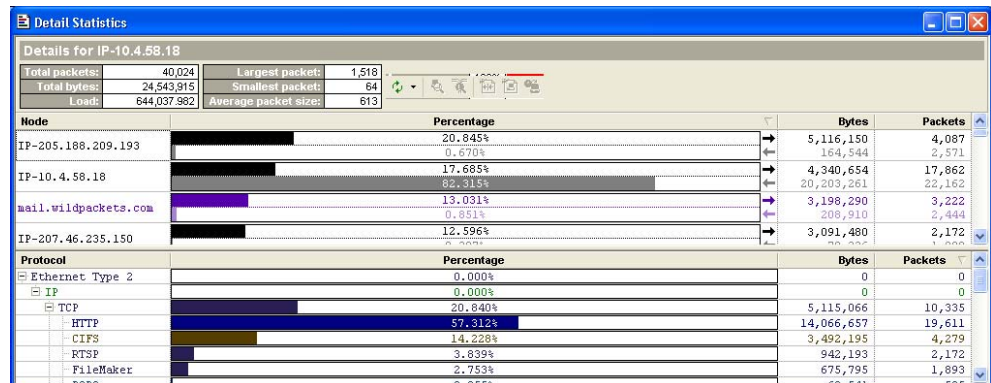 Detail Statistics
Details for IP-10.4.58.18
Total packets: 40,024 Largest packet: 1,518
Total bytes: 24,543,915 Smallest packet: 64
Load: 644,037.982 Average packet size: 613
Node Percentage Bytes Packets
IP-205.188.209.193 20.845% 5,116,150 4,087
0.670% 164,544 2,571
IP-10.4.58.18 17.685% 4,340,654 17,862
82.315% 20,203,261 22,162
mail.wildpackets.com 13.031% 3,198,290 3,222
0.851% 208,910 2,444
IP-207.46.235.150 12.596% 3,091,480 2,172
Protocol Percentage Bytes Packets
Ethernet Type 2 0.000% 0 0
IP 0.000% 0 0
TCP 20.840% 5,115,066 10,335
HTTP 57.312% 14,066,657 19,611
CIFS 14.228% 3,492,195 4,279
RTSP 3.839% 942,193 2,172
FileMaker 2.753% 675,795 1,893